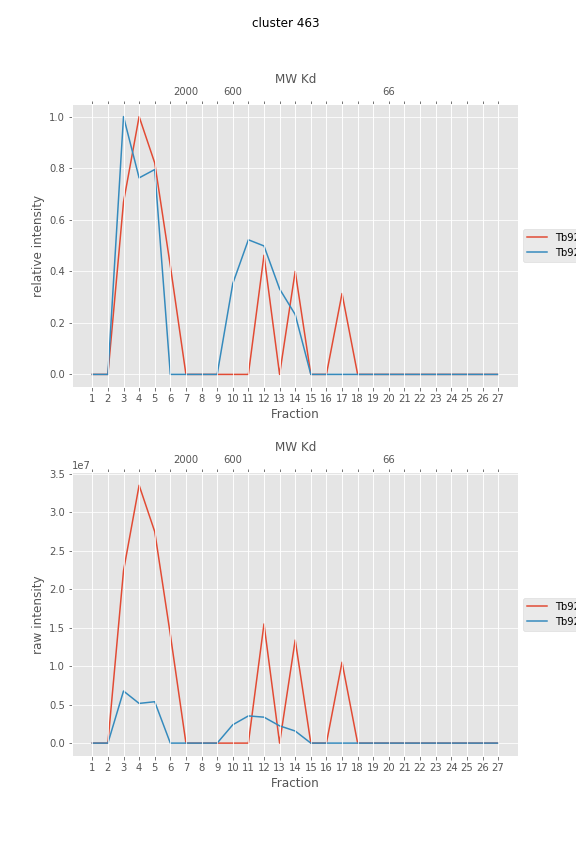 cluster 463
MW Kd
2000 600 66
1.0
0.8
0.6
0.4
0.2
0.0
relative intensity
Tb92
Tb92
1 2 3 4 5 6 7 8 9 10 11 12 13 14 15 16 17 18 19 20 21 22 23 24 25 26 27
Fraction
MW Kd
2000 600 66
1e7
3.5
3.0
2.5
2.0
1.5
1.0
0.5
0.0
raw intensity
Tb92
Tb92
1 2 3 4 5 6 7 8 9 10 11 12 13 14 15 16 17 18 19 20 21 22 23 24 25 26 27
Fraction